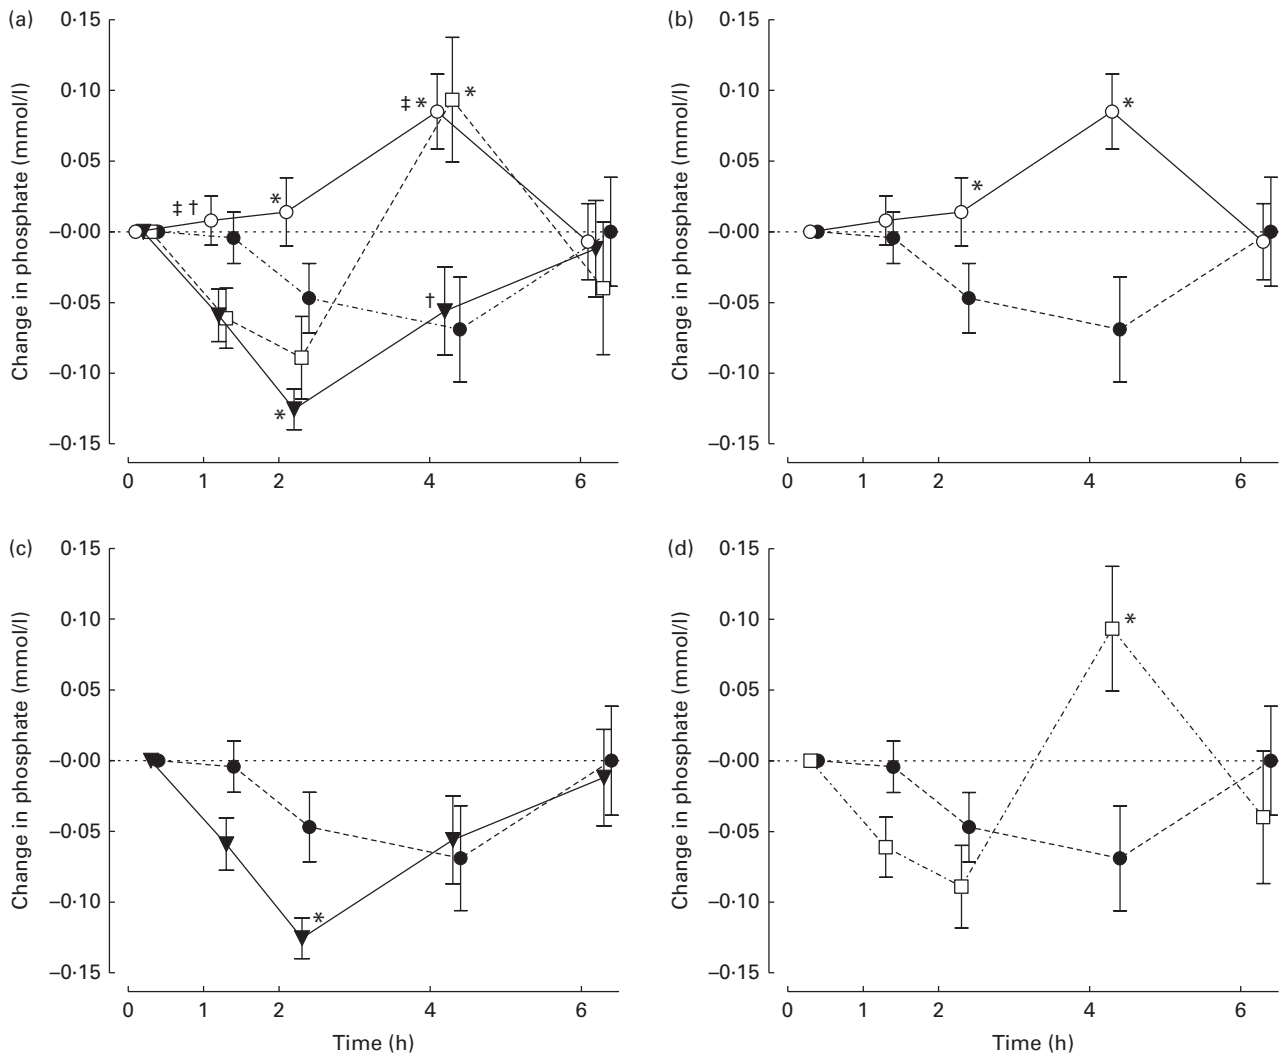 (a)
0·15
0·10
0·05
–0·00
–0·05
–0·10
–0·15
Change in phosphate (mmol/l)
‡ †
*
‡ *
*
*
†
0 1 2 4 6
(b)
0·15
0·10
0·05
–0·00
–0·05
–0·10
–0·15
Change in phosphate (mmol/l)
*
*
0 1 2 4 6
(c)
0·15
0·10
0·05
–0·00
–0·05
–0·10
–0·15
Change in phosphate (mmol/l)
*
0 1 2 4 6
Time (h)
(d)
0·15
0·10
0·05
–0·00
–0·05
–0·10
–0·15
Change in phosphate (mmol/l)
*
0 1 2 4 6
Time (h)